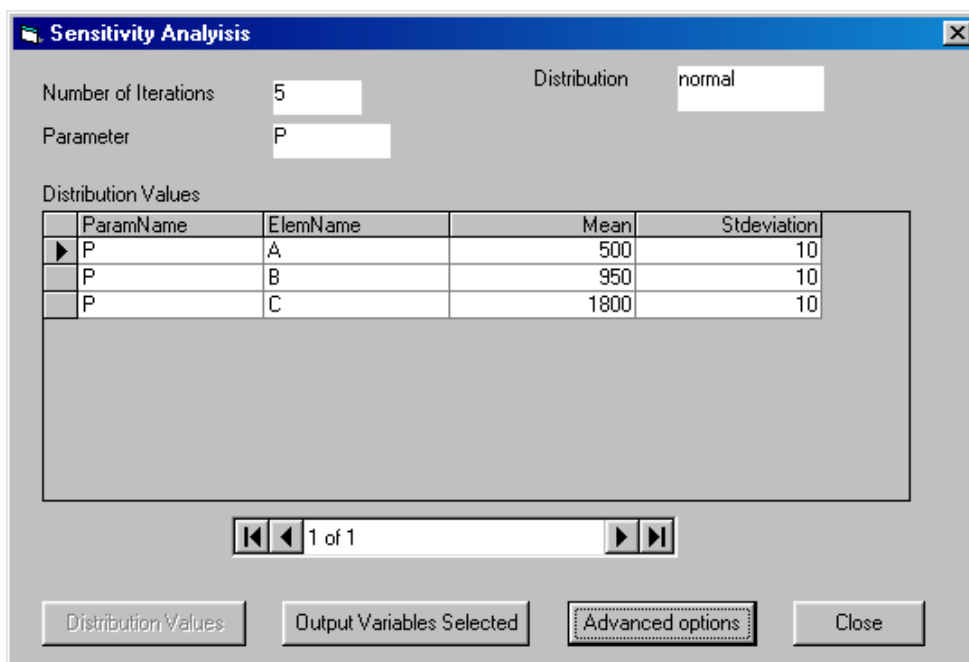 Sensitivity Analyisis
Number of Iterations 5 Distribution normal
Parameter P
Distribution Values
ParamName ElemName Mean Stdeviation
P A 500 10
P B 950 10
P C 1800 10
1 of 1
Distribution Values Output Variables Selected Advanced options Close